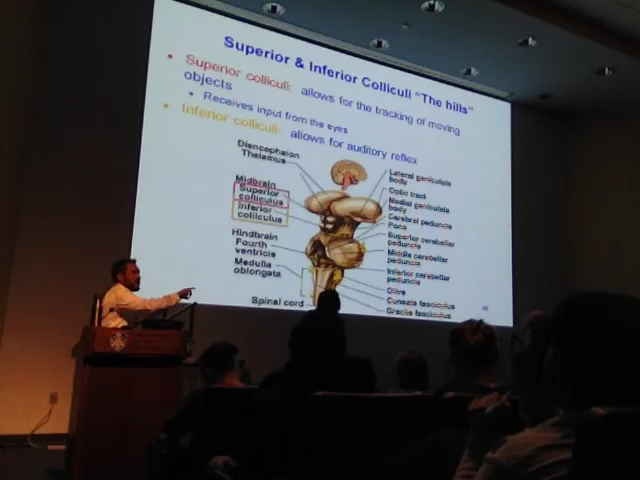 Superior & Inferior Colliculi "The hills"
• Superior colliculi: allows for the tracking of moving
objects
• Receives input from the eyes
• Inferior colliculi: allows for auditory reflex
Diencephalon
Thalamus
Midbrain
Superior
colliculus
Inferior
colliculus
Hindbrain
Fourth
ventricle
Medulla
oblongata
Spinal cord
Lateral geniculate
body
Optic tract
Medial geniculate
body
Cerebral peduncle
Pons
Superior cerebellar
peduncle
Middle cerebellar
peduncle
Inferior cerebellar
peduncle
Olive
Cuneate fasciculus
Gracile fasciculus